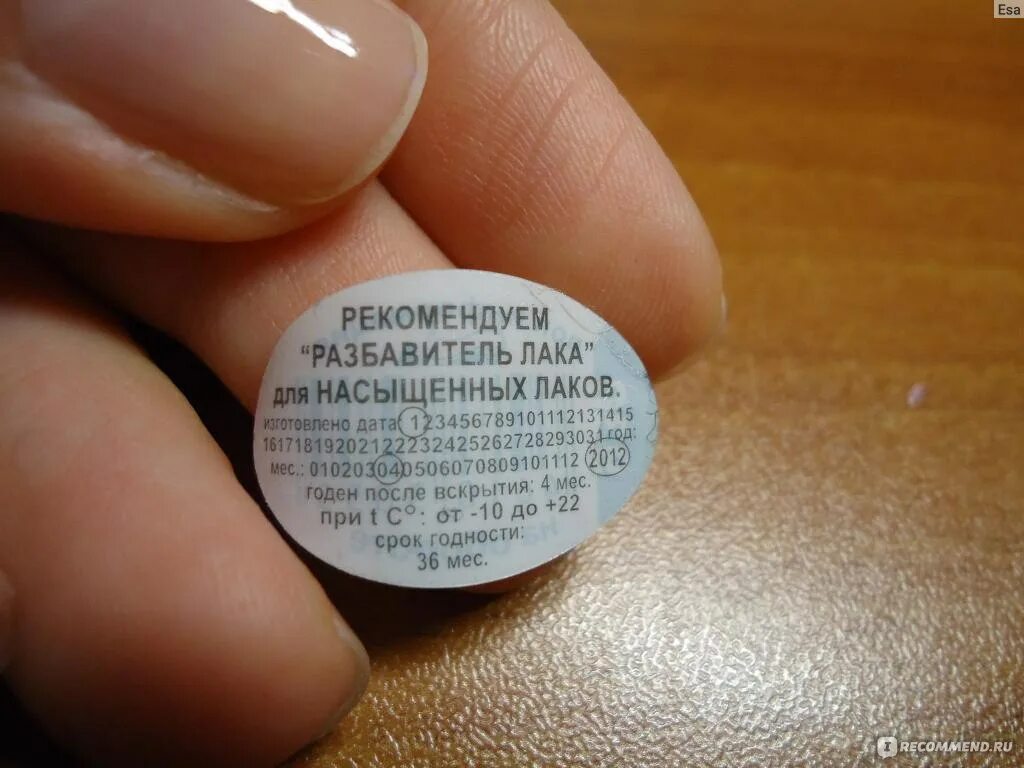 Esa
РЕКОМЕНДУЕМ
"РАЗБАВИТЕЛЬ ЛАКА"
для НАСЫЩЕННЫХ ЛАКОВ.
изготовлено дата: 123456789101112131415
16171819202122232425262728293031 год:
мес.: 010203040506070809101112 2012
годен после вскрытия: 4 мес.
при t C°: от -10 до +22
срок годности:
36 мес.
IRECOMMEND.RU